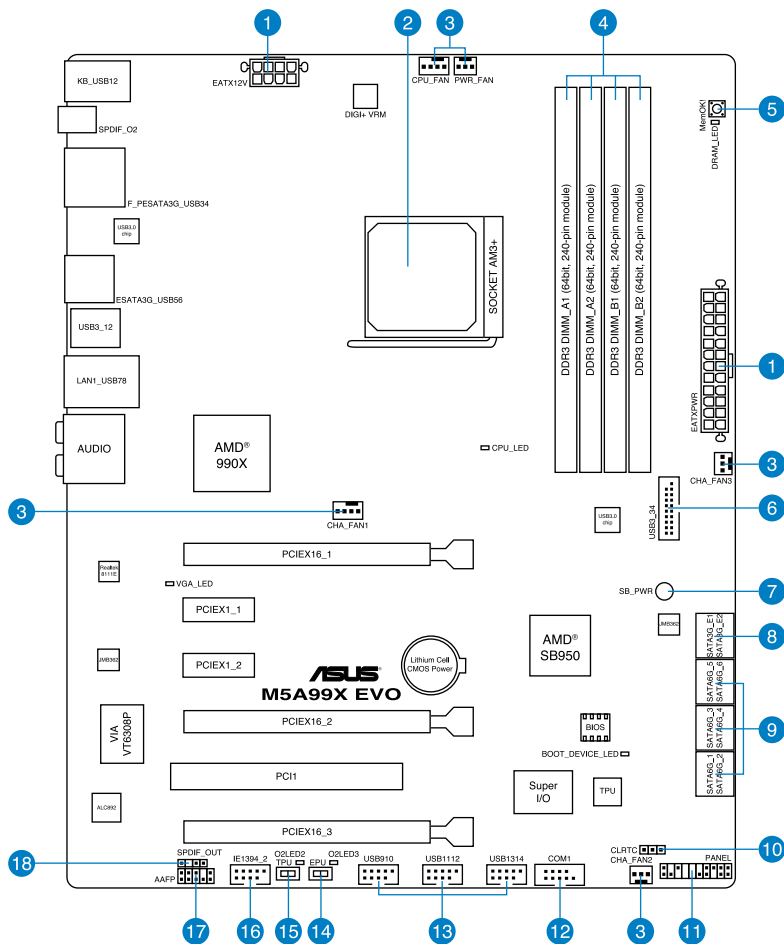 1
2
3
4
KB_USB12
EATX12V
CPU_FAN
PWR_FAN
DIGI+ VRM
SPDIF_O2
MemOK!
DRAM_LED
5
F_PESATA3G_USB34
USB3.0
chip
ESATA3G_USB56
USB3_12
LAN1_USB78
AUDIO
SOCKET AM3+
DDR3 DIMM_A1 (64bit, 240-pin module)
DDR3 DIMM_A2 (64bit, 240-pin module)
DDR3 DIMM_B1 (64bit, 240-pin module)
DDR3 DIMM_B2 (64bit, 240-pin module)
EATXPWR
1
AMD®
990X
CPU_LED
CHA_FAN3
3
3
CHA_FAN1
USB3.0
chip
USB3_34
6
PCIEX16_1
Realtek
8111E
VGA_LED
SB_PWR
7
PCIEX1_1
JMB362
SATA3G_E1
SATA3G_E2
8
AMD®
SB950
JMB362
PCIEX1_2
ASUS
M5A99X EVO
Lithium Cell
CMOS Power
SATA6G_5
SATA6G_6
SATA6G_3
SATA6G_4
SATA6G_1
SATA6G_2
9
VIA
VT6308P
PCIEX16_2
BIOS
BOOT_DEVICE_LED
PCI1
Super
I/O
TPU
ALC892
PCIEX16_3
CLRTC
10
18
SPDIF_OUT
AAFP
IE1394_2
O2LED2
TPU
EPU
O2LED3
USB910
USB1112
USB1314
COM1
CHA_FAN2
PANEL
17
16
15
14
13
12
3
11